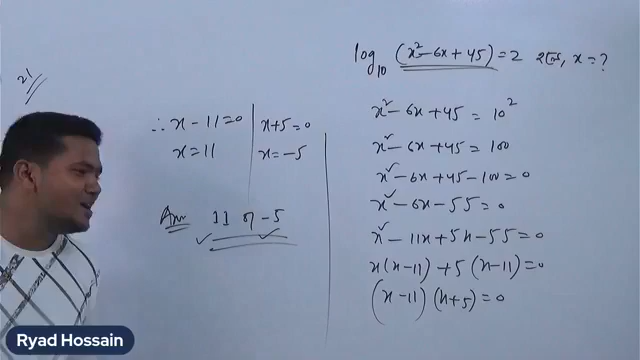 log₁₀ (x² - 6x + 45) = 2 হলে, x = ?
x² - 6x + 45 = 10²
x² - 6x + 45 = 100
x² - 6x + 45 - 100 = 0
x² - 6x - 55 = 0
x² - 11x + 5x - 55 = 0
x(x - 11) + 5(x - 11) = 0
(x - 11)(x + 5) = 0
∴ x - 11 = 0 | x + 5 = 0
x = 11 | x = -5
Ans 11 ও -5
Ryad Hossain